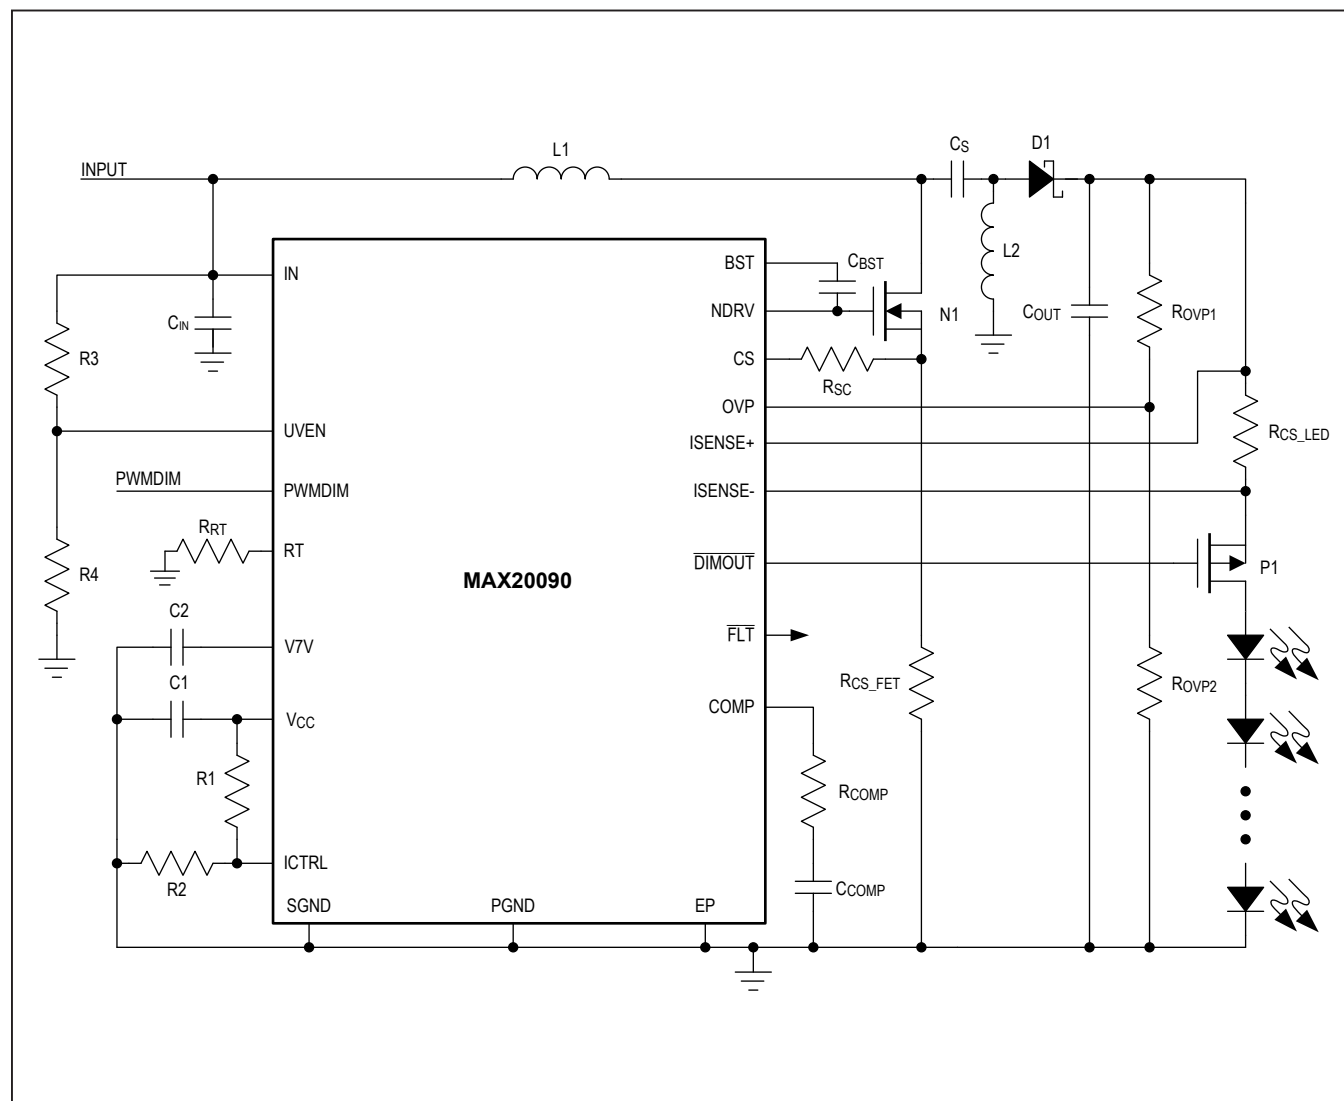 L1
CS
D1
INPUT
IN
BST
CBST
L2
CIN
NDRV
N1
COUT
ROVP1
R3
CS
RSC
OVP
UVEN
ISENSE+
RCS_LED
PWMDIM
PWMDIM
ISENSE-
RRT
RT
R4
MAX20090
DIMOUT
P1
C2
V7V
FLT
C1
RCS_FET
ROVP2
VCC
COMP
R1
RCOMP
ICTRL
R2
CCOMP
SGND
PGND
EP